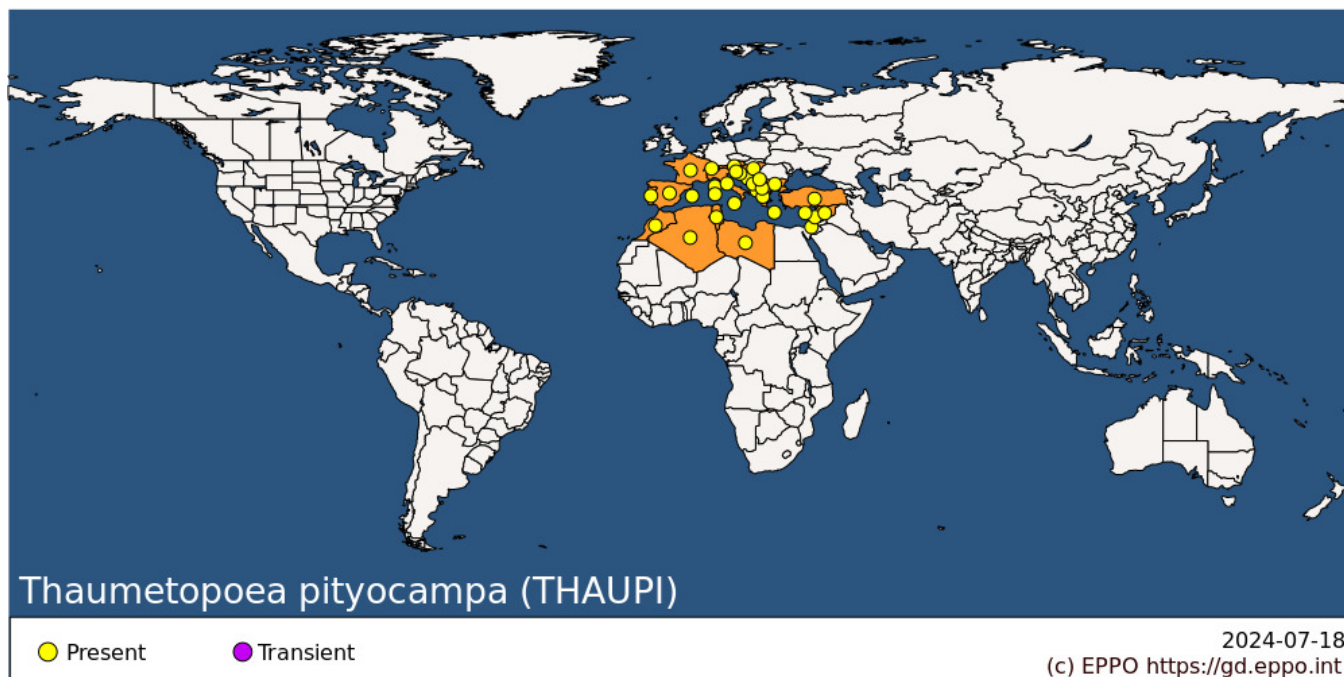 Thaumetopoea pityocampa (THAUPI)
Present
Transient
2024-07-18
(c) EPPO https://gd.eppo.int